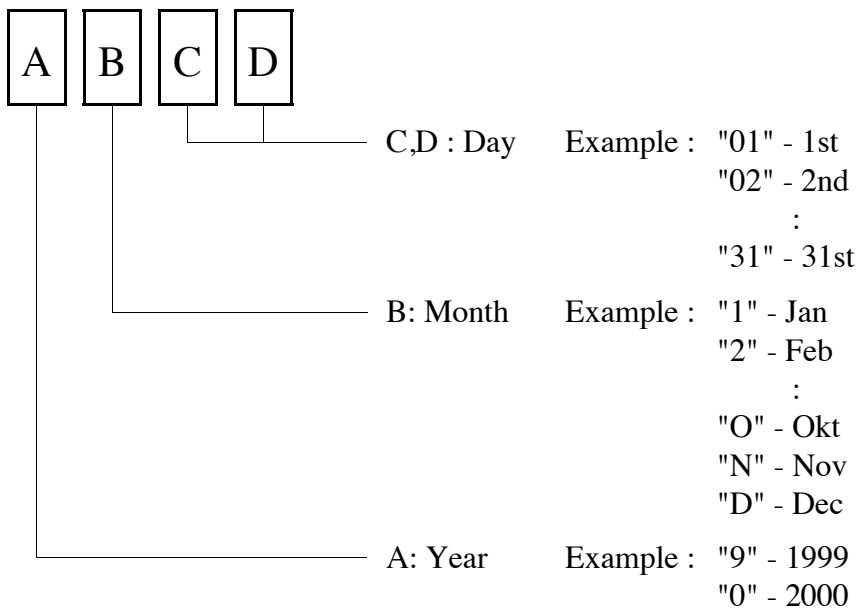 A B C D
C,D : Day Example : "01" - 1st
"02" - 2nd
:
"31" - 31st
B: Month Example : "1" - Jan
"2" - Feb
:
"O" - Okt
"N" - Nov
"D" - Dec
A: Year Example : "9" - 1999
"0" - 2000